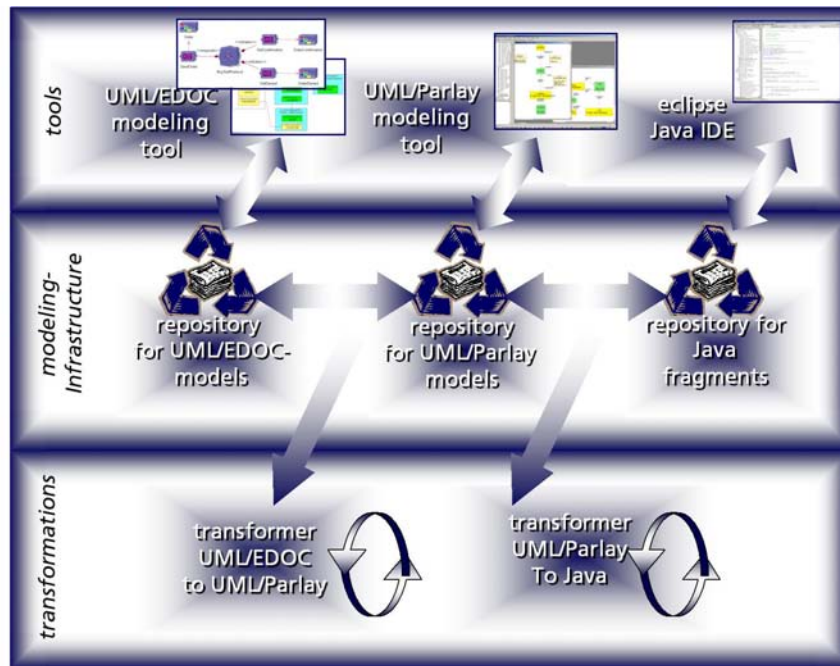 tools
UML/EDOC
modeling
tool
UML/Parlay
modeling
tool
eclipse
Java IDE
modeling-
Infrastructure
repository
for UML/EDOC-
models
repository
for UML/Parlay
models
repository for
Java
fragments
transformations
transformer
UML/EDOC
to UML/Parlay
transformer
UML/Parlay
To Java